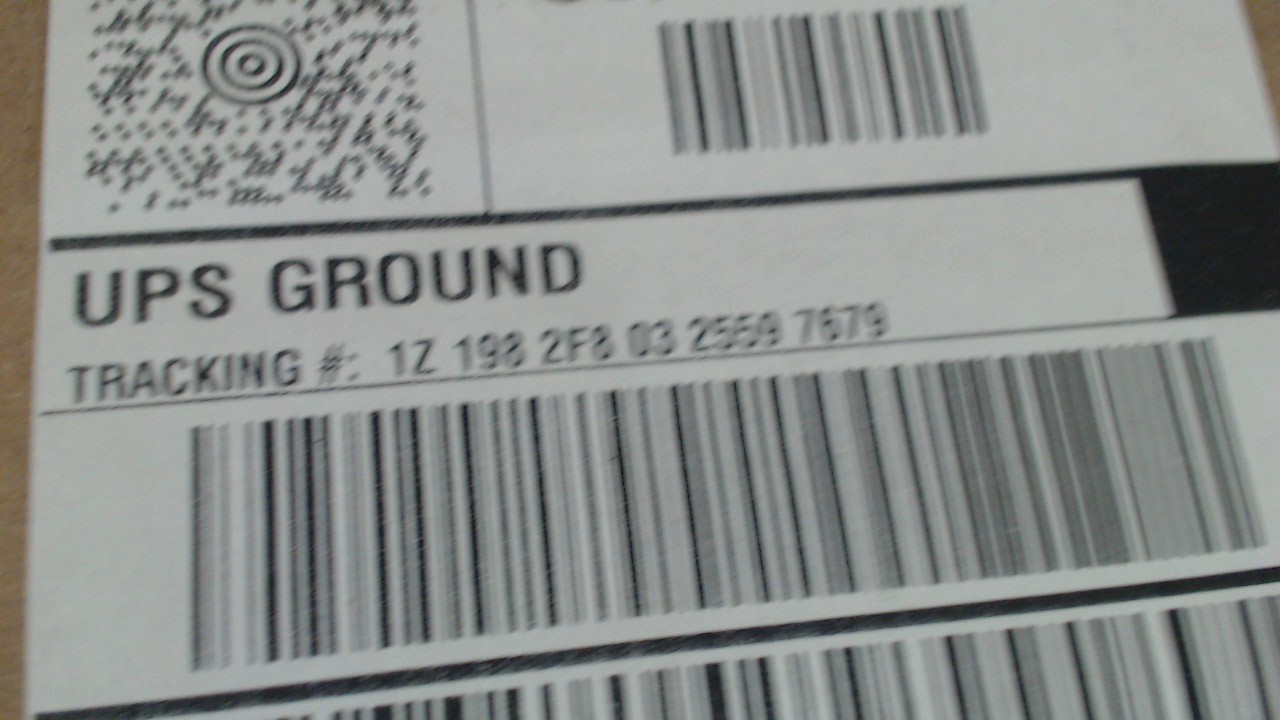 UPS GROUND
TRACKING #: 1Z 198 2F8 03 2559 7679